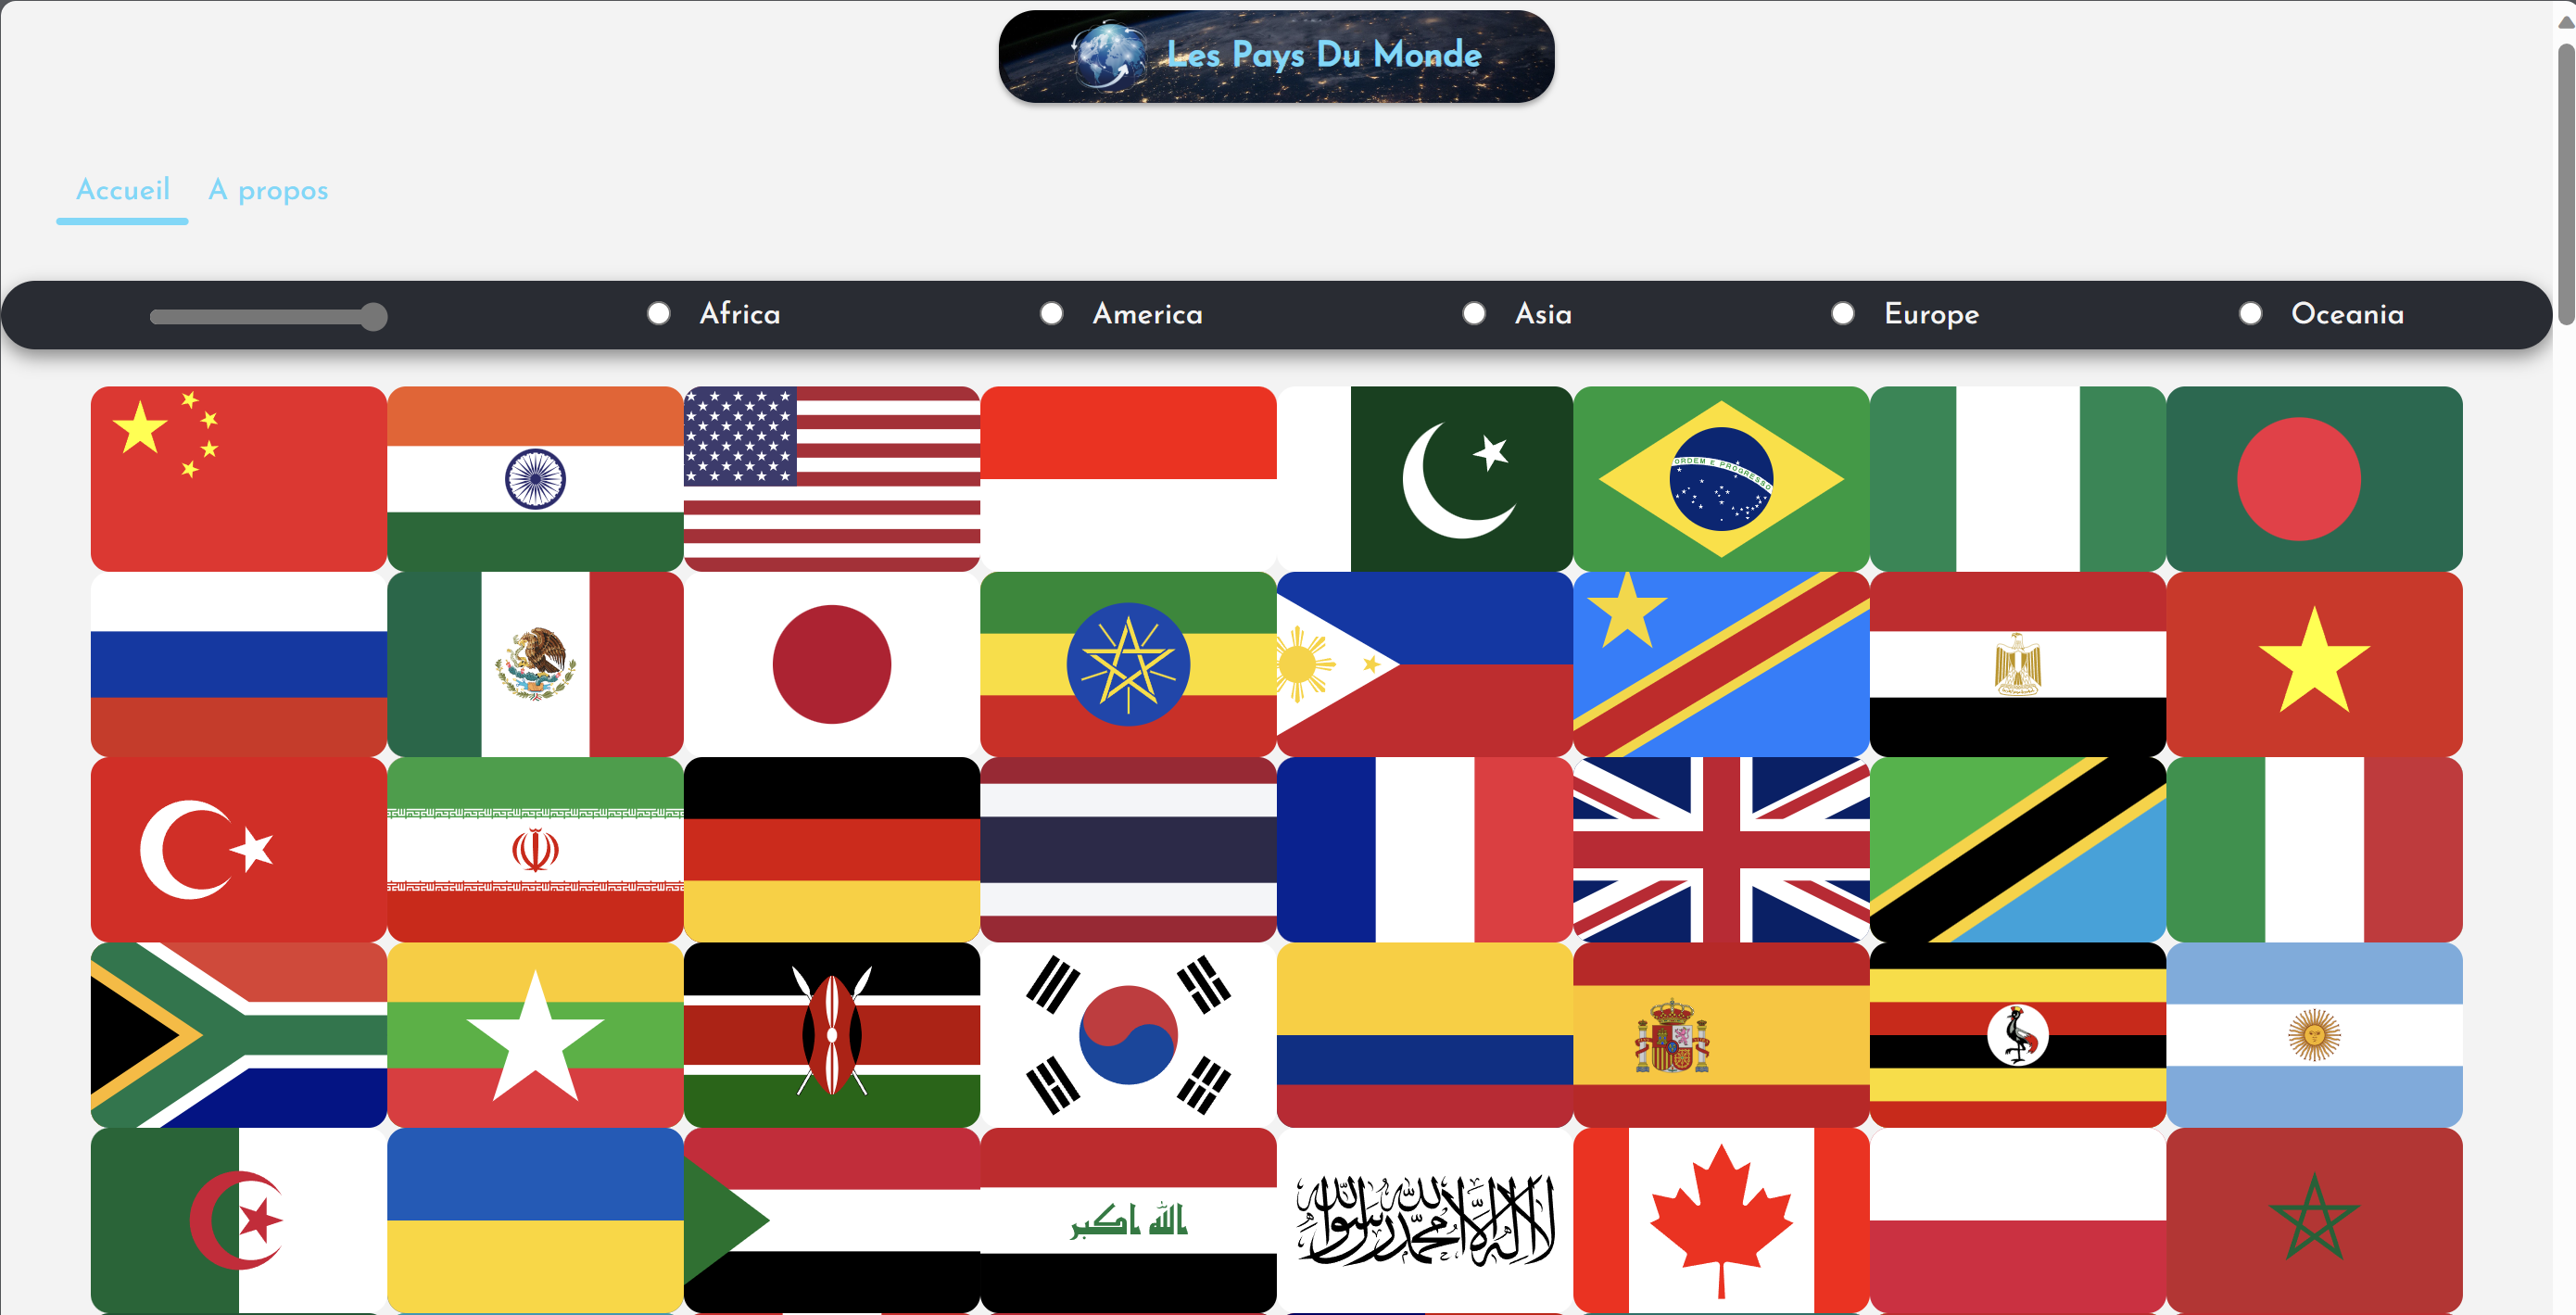 Les Pays Du Monde
Accueil
A propos
Africa
America
Asia
Europe
Oceania
ORDEM E PROGRESSO
الله اكبر
لا إله إلا الله محمد رسول الله